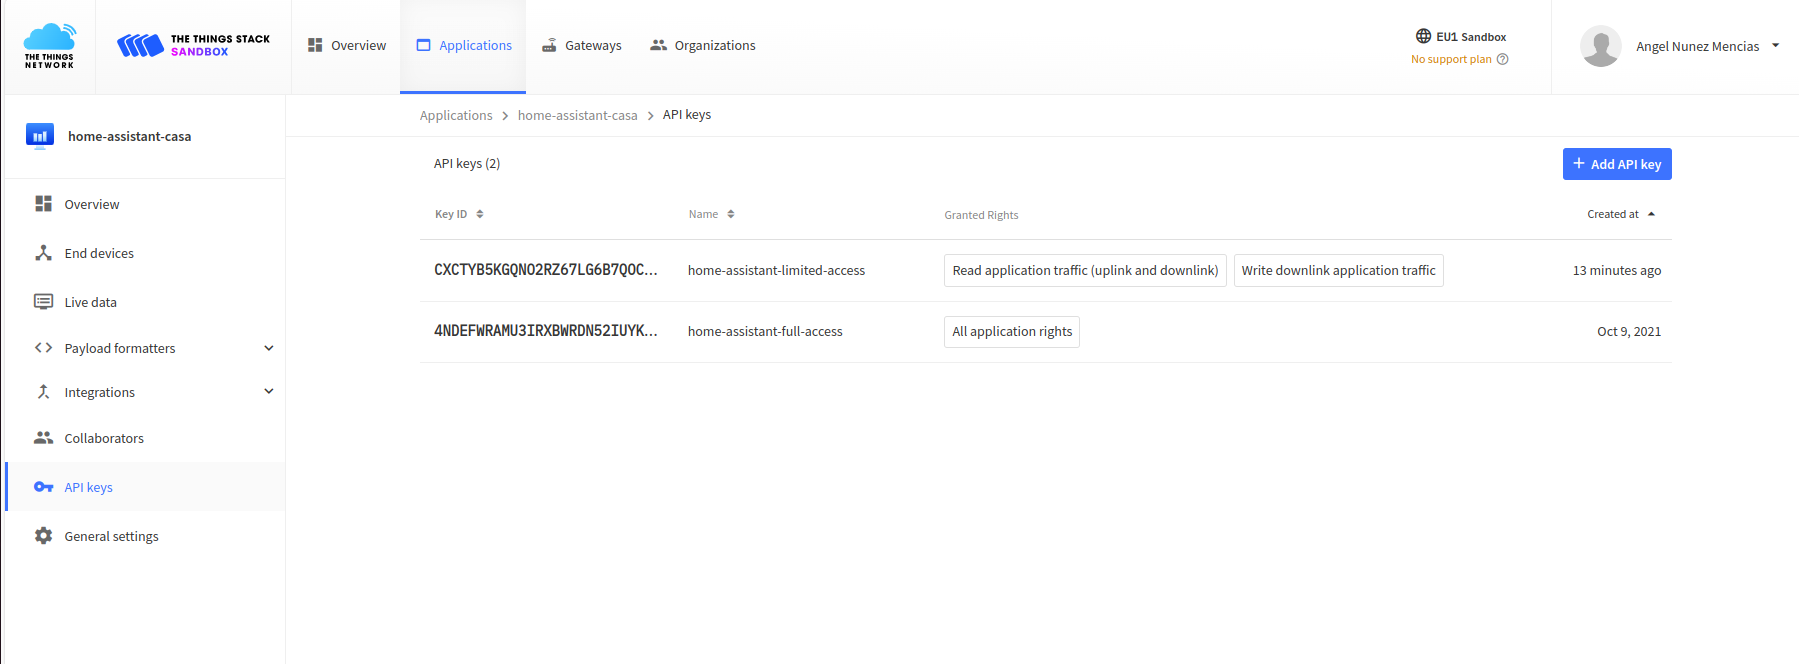 THE THINGS
NETWORK
THE THINGS STACK
SANDBOX
Overview
Applications
Gateways
Organizations
EU1 Sandbox
No support plan
Angel Nunez Mencias
home-assistant-casa
Overview
End devices
Live data
Payload formatters
Integrations
Collaborators
API keys
General settings
Applications > home-assistant-casa > API keys
API keys (2)
+ Add API key
Key ID Name Granted Rights Created at
CXCTYB5KGQNO2RZ67LG6B7QOC... home-assistant-limited-access Read application traffic (uplink and downlink) Write downlink application traffic 13 minutes ago
4NDEFWRAMU3IRXBWRDN52IUYK... home-assistant-full-access All application rights Oct 9, 2021